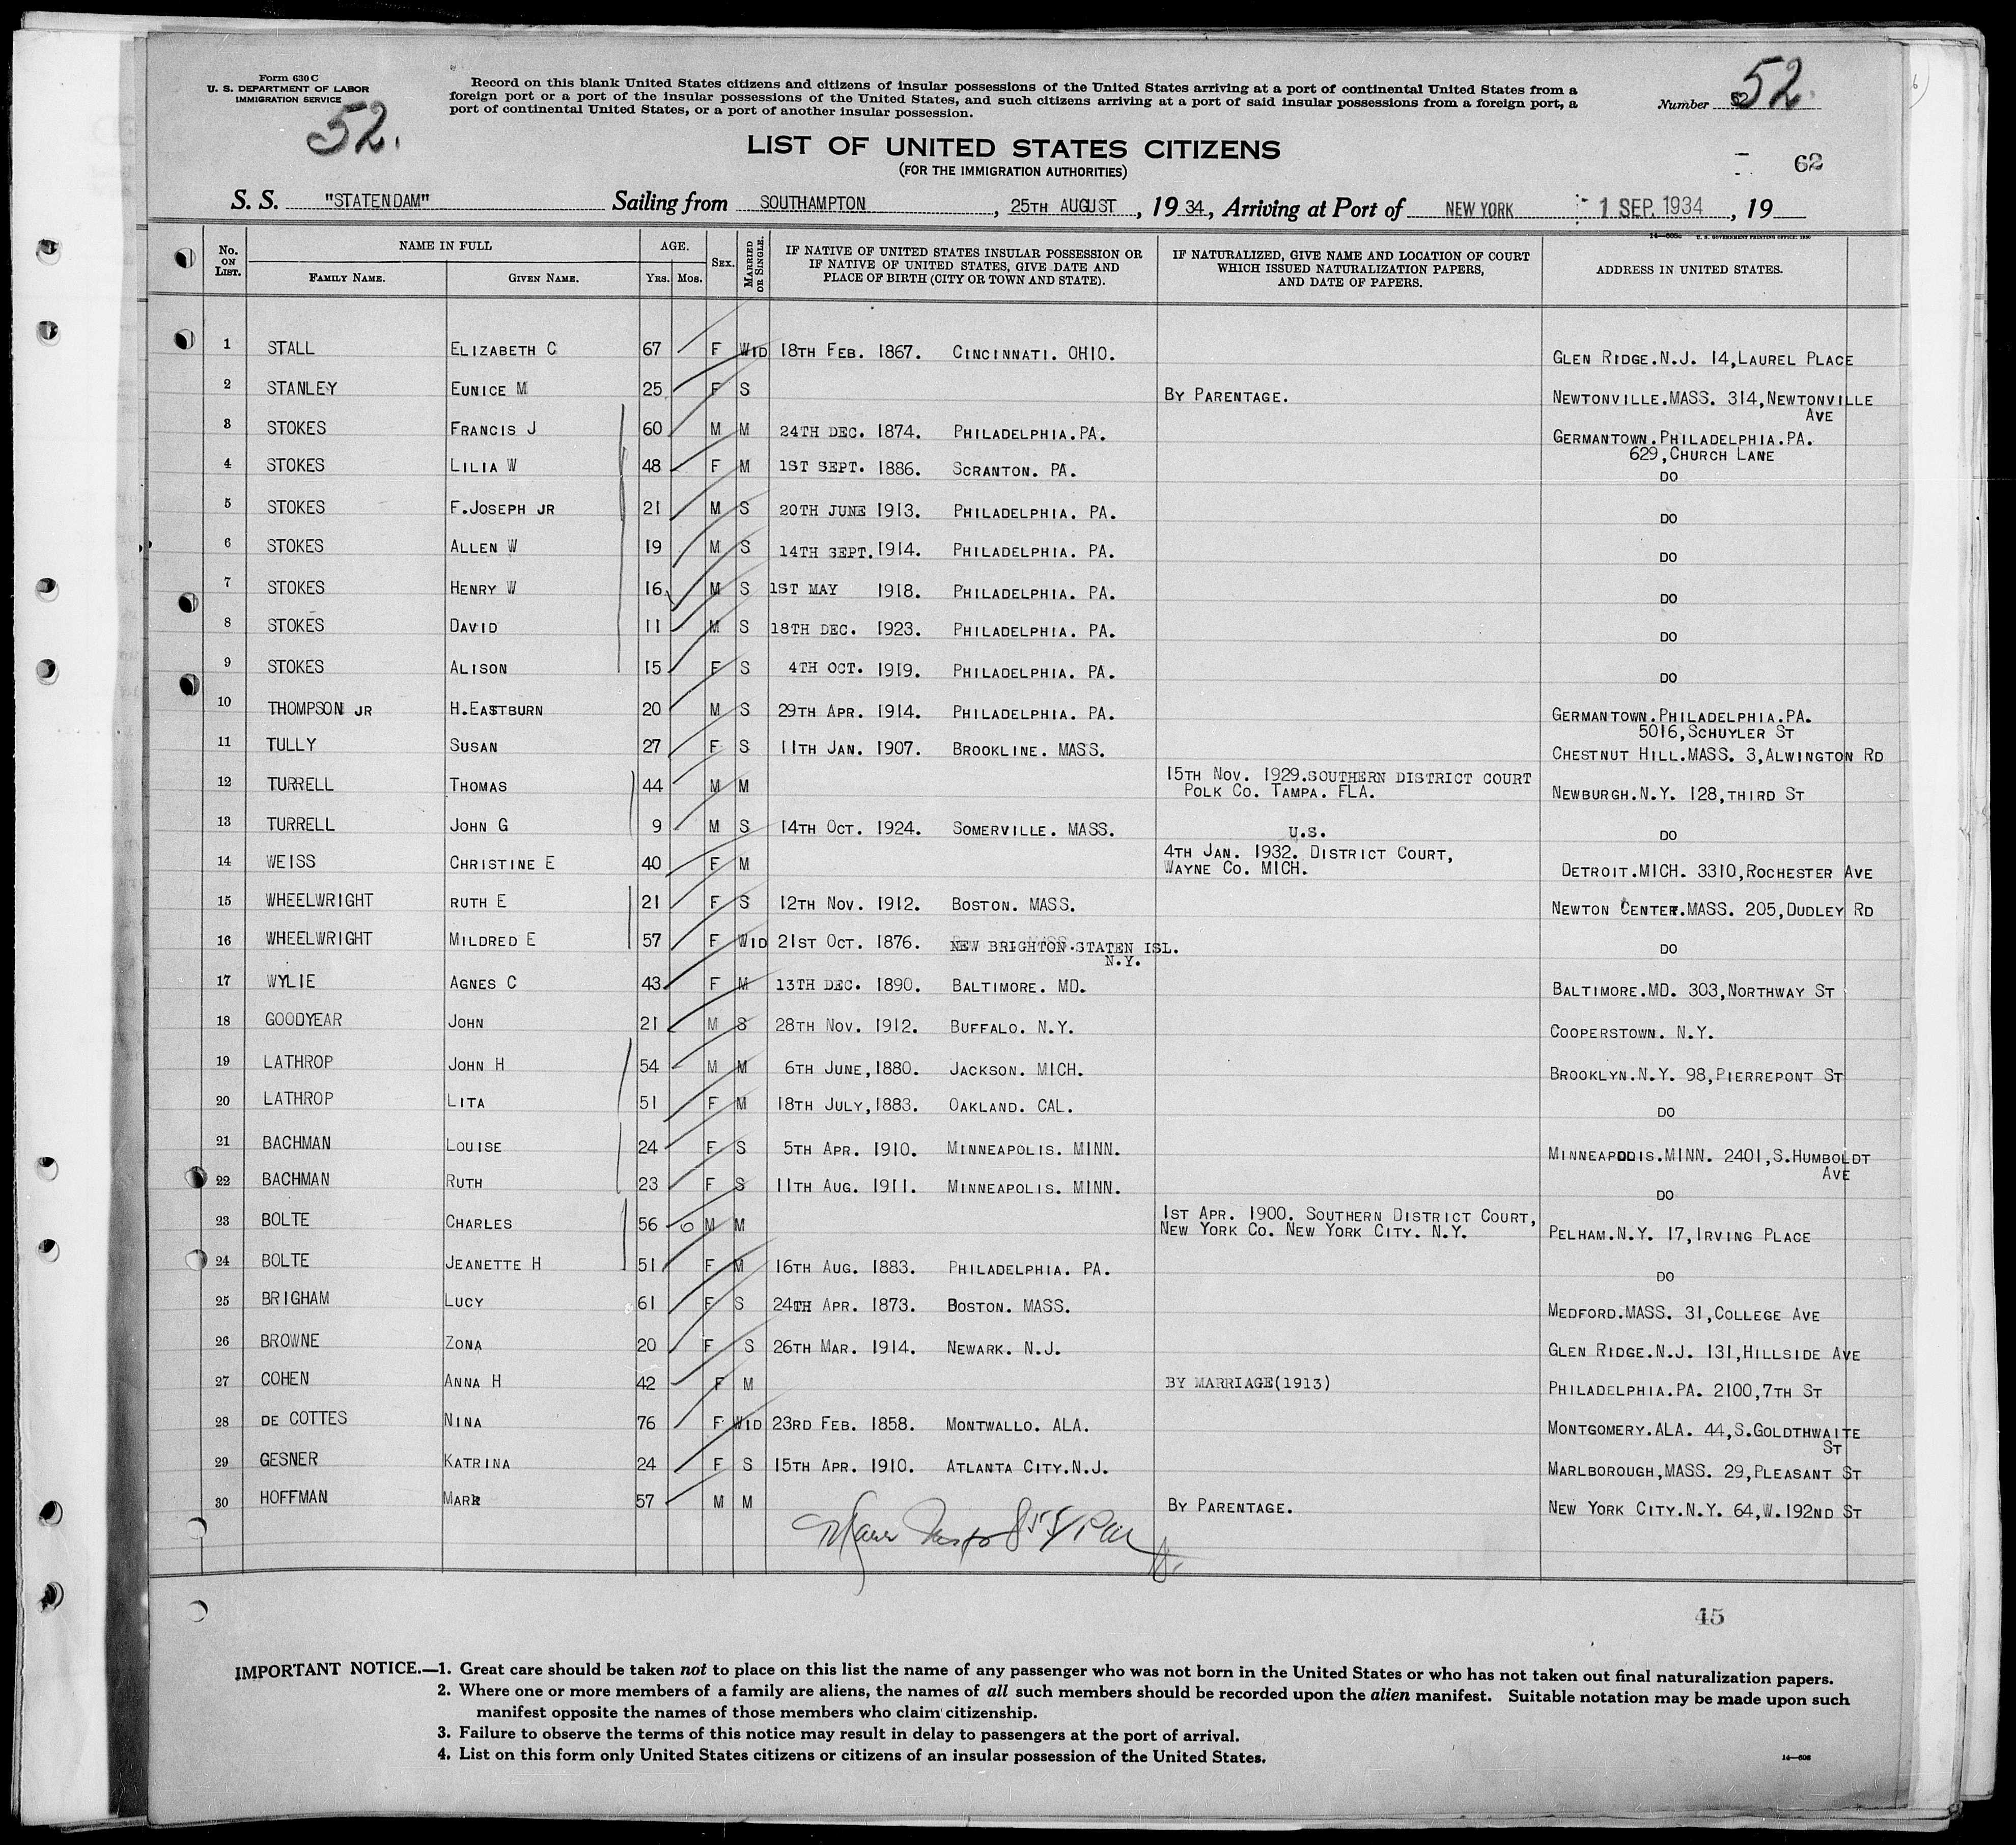 Form 630 C
U. S. DEPARTMENT OF LABOR
IMMIGRATION SERVICE
52.
Record on this blank United States citizens and citizens of insular possessions of the United States arriving at a port of continental United States from a
foreign port or a port of the insular possessions of the United States, and such citizens arriving at a port of said insular possessions from a foreign port, a
port of continental United States, or a port of another insular possession.
Number 52 52
LIST OF UNITED STATES CITIZENS
(FOR THE IMMIGRATION AUTHORITIES)
62
S. S. "STATENDAM" Sailing from SOUTHAMPTON, 25TH AUGUST, 1934, Arriving at Port of NEW YORK 1 SEP. 1934, 19
No. ON LIST. NAME IN FULL FAMILY NAME. GIVEN NAME. AGE. YRS. MOS. SEX. MARRIED OR SINGLE. IF NATIVE OF UNITED STATES INSULAR POSSESSION OR IF NATIVE OF UNITED STATES, GIVE DATE AND PLACE OF BIRTH (CITY OR TOWN AND STATE). IF NATURALIZED, GIVE NAME AND LOCATION OF COURT WHICH ISSUED NATURALIZATION PAPERS, AND DATE OF PAPERS. ADDRESS IN UNITED STATES.
1 STALL ELIZABETH C 67 F WID 18TH FEB. 1867. CINCINNATI. OHIO. GLEN RIDGE.N.J. 14,LAUREL PLACE
2 STANLEY EUNICE M 25 F S BY PARENTAGE. NEWTONVILLE.MASS. 314,NEWTONVILLE AVE
3 STOKES FRANCIS J 60 M M 24TH DEC. 1874. PHILADELPHIA.PA. GERMANTOWN.PHILADELPHIA.PA. 629,CHURCH LANE
4 STOKES LILIA W 48 F M 1ST SEPT. 1886. SCRANTON. PA. DO
5 STOKES F.JOSEPH JR 21 M S 20TH JUNE 1913. PHILADELPHIA. PA. DO
6 STOKES ALLEN W 19 M S 14TH SEPT. 1914. PHILADELPHIA. PA. DO
7 STOKES HENRY W 16 M S 1ST MAY 1918. PHILADELPHIA. PA. DO
8 STOKES DAVID 11 M S 18TH DEC. 1923. PHILADELPHIA. PA. DO
9 STOKES ALISON 15 F S 4TH OCT. 1919. PHILADELPHIA. PA. DO
10 THOMPSON JR H.EASTBURN 20 M S 29TH APR. 1914. PHILADELPHIA. PA. GERMANTOWN.PHILADELPHIA.PA. 5016,SCHUYLER ST
11 TULLY SUSAN 27 F S 11TH JAN. 1907. BROOKLINE. MASS. CHESTNUT HILL.MASS. 3,ALWINGTON RD
12 TURRELL THOMAS 44 M M 15TH NOV. 1929.SOUTHERN DISTRICT COURT POLK CO. TAMPA. FLA. NEWBURGH.N.Y. 128,THIRD ST
13 TURRELL JOHN G 9 M S 14TH OCT. 1924. SOMERVILLE. MASS. U.S. DO
14 WEISS CHRISTINE E 40 F M 4TH JAN. 1932. DISTRICT COURT, WAYNE CO. MICH. DETROIT.MICH. 3310,ROCHESTER AVE
15 WHEELWRIGHT RUTH E 21 F S 12TH NOV. 1912. BOSTON. MASS. NEWTON CENTER.MASS. 205,DUDLEY RD
16 WHEELWRIGHT MILDRED E 57 F WID 21ST OCT. 1876. NEW BRIGHTON.STATEN ISL. N.Y. DO
17 WYLIE AGNES C 43 F M 13TH DEC. 1890. BALTIMORE. MD. BALTIMORE.MD. 303,NORTHWAY ST
18 GOODYEAR JOHN 21 M S 28TH NOV. 1912. BUFFALO. N.Y. COOPERSTOWN. N.Y.
19 LATHROP JOHN H 54 M M 6TH JUNE,1880. JACKSON. MICH. BROOKLYN.N.Y. 98,PIERREPONT ST
20 LATHROP LITA 51 F M 18TH JULY,1883. OAKLAND. CAL. DO
21 BACHMAN LOUISE 24 F S 5TH APR. 1910. MINNEAPOLIS. MINN. MINNEAPOLIS.MINN. 2401,S.HUMBOLDT AVE
22 BACHMAN RUTH 23 F S 11TH AUG. 1911. MINNEAPOLIS. MINN. DO
23 BOLTE CHARLES 56 6 M M 1ST APR. 1900. SOUTHERN DISTRICT COURT, NEW YORK CO. NEW YORK CITY. N.Y. PELHAM.N.Y. 17,IRVING PLACE
24 BOLTE JEANETTE H 51 F M 16TH AUG. 1883. PHILADELPHIA. PA. DO
25 BRIGHAM LUCY 61 F S 24TH APR. 1873. BOSTON. MASS. MEDFORD.MASS. 31,COLLEGE AVE
26 BROWNE ZONA 20 F S 26TH MAR. 1914. NEWARK. N.J. GLEN RIDGE.N.J. 131,HILLSIDE AVE
27 COHEN ANNA H 42 F M BY MARRIAGE(1913) PHILADELPHIA.PA. 2100,7TH ST
28 DE COTTES NINA 76 F WID 23RD FEB. 1858. MONTWALLO. ALA. MONTGOMERY.ALA. 44,S.GOLDTHWAITE ST
29 GESNER KATRINA 24 F S 15TH APR. 1910. ATLANTA CITY.N.J. MARLBOROUGH,MASS. 29,PLEASANT ST
30 HOFFMAN MARK 57 M M BY PARENTAGE. NEW YORK CITY.N.Y. 64,W.192ND ST
45
IMPORTANT NOTICE.—1. Great care should be taken not to place on this list the name of any passenger who was not born in the United States or who has not taken out final naturalization papers.
2. Where one or more members of a family are aliens, the names of all such members should be recorded upon the alien manifest. Suitable notation may be made upon such
manifest opposite the names of those members who claim citizenship.
3. Failure to observe the terms of this notice may result in delay to passengers at the port of arrival.
4. List on this form only United States citizens or citizens of an insular possession of the United States.